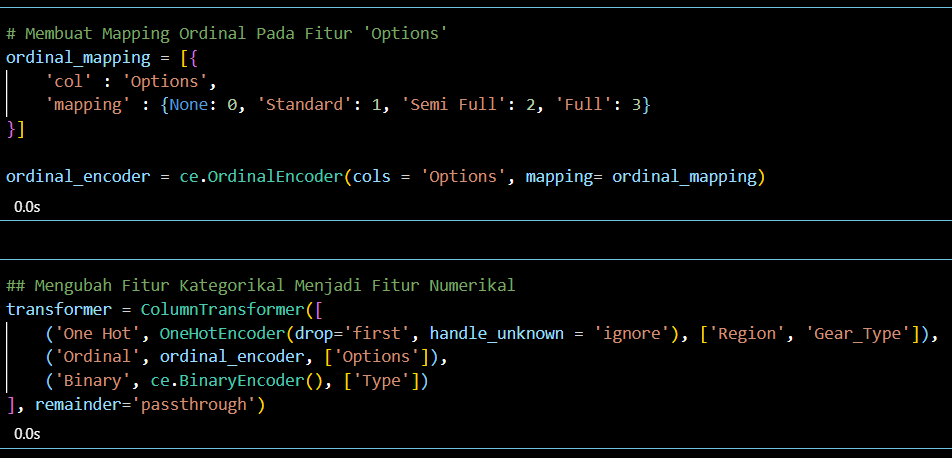 # Membuat Mapping Ordinal Pada Fitur 'Options'
ordinal_mapping = [{
    'col' : 'Options',
    'mapping' : {None: 0, 'Standard': 1, 'Semi Full': 2, 'Full': 3}
}]

ordinal_encoder = ce.OrdinalEncoder(cols = 'Options', mapping= ordinal_mapping)
0.0s
## Mengubah Fitur Kategorikal Menjadi Fitur Numerikal
transformer = ColumnTransformer([
    ('One Hot', OneHotEncoder(drop='first', handle_unknown = 'ignore'), ['Region', 'Gear_Type']),
    ('Ordinal', ordinal_encoder, ['Options']),
    ('Binary', ce.BinaryEncoder(), ['Type'])
], remainder='passthrough')
0.0s